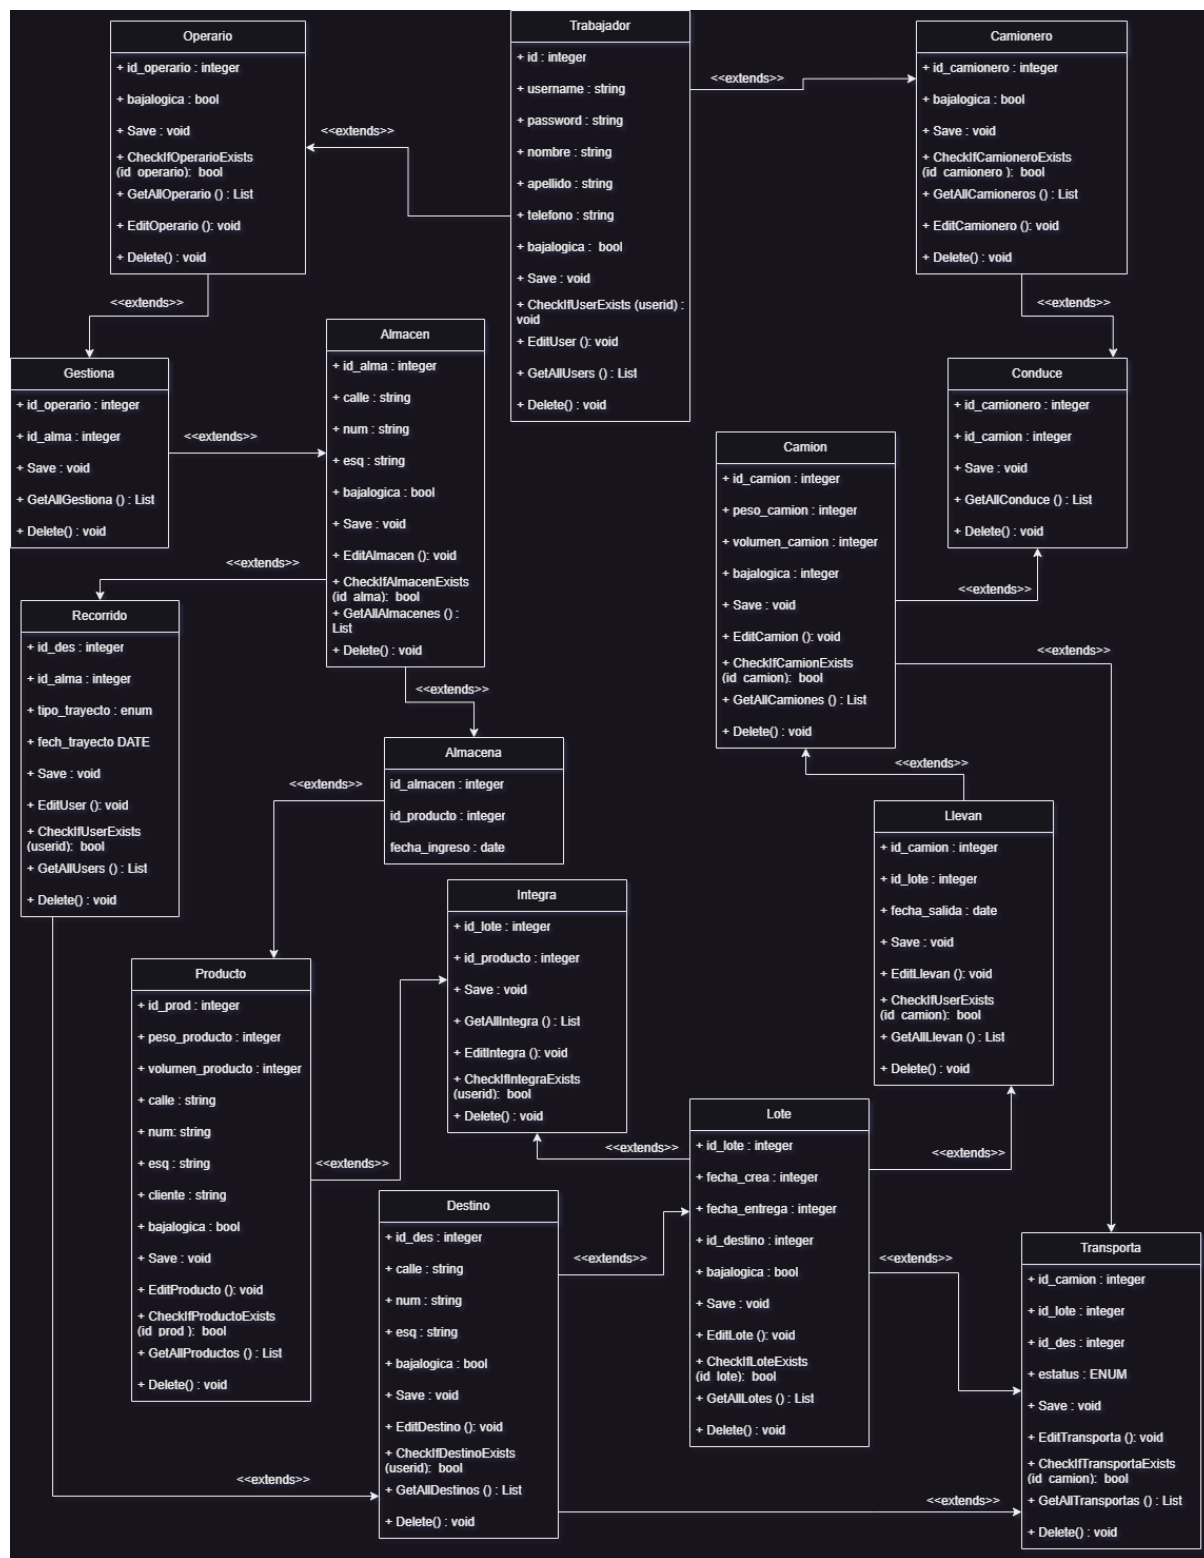 Operario
+ id_operario : integer
+ bajalogica : bool
+ Save : void
+ CheckIfOperarioExists
(id_operario): bool
+ GetAllOperario () : List
+ EditOperario (): void
+ Delete() : void
<<extends>>
Trabajador
+ id : integer
+ username : string
+ password : string
+ nombre : string
+ apellido : string
+ telefono : string
+ bajalogica : bool
+ Save : void
+ CheckIfUserExists (userid) :
void
+ EditUser () : void
+ GetAllUsers () : List
+ Delete() : void
<<extends>>
Camionero
+ id_camionero : integer
+ bajalogica : bool
+ Save : void
+ CheckIfCamioneroExists
(id_camionero ): bool
+ GetAllCamioneros () : List
+ EditCamionero (): void
+ Delete() : void
<<extends>>
<<extends>>
Gestiona
+ id_operario : integer
+ id_alma : integer
+ Save : void
+ GetAllGestiona () : List
+ Delete() : void
<<extends>>
Almacen
+ id_alma : integer
+ calle : string
+ num : string
+ esq : string
+ bajalogica : bool
+ Save : void
+ EditAlmacen (): void
+ CheckIfAlmacenExists
(id_alma): bool
+ GetAllAlmacenes () :
List
+ Delete() : void
<<extends>>
<<extends>>
Conduce
+ id_camionero : integer
+ id_camion : integer
+ Save : void
+ GetAllConduce () : List
+ Delete() : void
Camion
+ id_camion : integer
+ peso_camion : integer
+ volumen_camion : integer
+ bajalogica : integer
+ Save : void
+ EditCamion (): void
+ CheckIfCamionExists
(id_camion): bool
+ GetAllCamiones () : List
+ Delete() : void
<<extends>>
<<extends>>
<<extends>>
Recorrido
+ id_des : integer
+ id_alma : integer
+ tipo_trayecto : enum
+ fech_trayecto DATE
+ Save : void
+ EditUser (): void
+ CheckIfUserExists
(userid): bool
+ GetAllUsers () : List
+ Delete() : void
<<extends>>
Almacena
id_almacen : integer
id_producto : integer
fecha_ingreso : date
Llevan
+ id_camion : integer
+ id_lote : integer
+ fecha_salida : date
+ Save : void
+ EditLlevan (): void
+ CheckIfUserExists
(id_camion): bool
+ GetAllLlevan () : List
+ Delete() : void
<<extends>>
Integra
+ id_lote : integer
+ id_producto : integer
+ Save : void
+ GetAllIntegra () : List
+ EditIntegra (): void
+ CheckIfIntegraExists
(userid): bool
+ Delete() : void
<<extends>>
Producto
+ id_prod : integer
+ peso_producto : integer
+ volumen_producto : integer
+ calle : string
+ num: string
+ esq : string
+ cliente : string
+ bajalogica : bool
+ Save : void
+ EditProducto (): void
+ CheckIfProductoExists
(id_prod ): bool
+ GetAllProductos () : List
+ Delete() : void
<<extends>>
Lote
+ id_lote : integer
+ fecha_crea : integer
+ fecha_entrega : integer
+ id_destino : integer
+ bajalogica : bool
+ Save : void
+ EditLote (): void
+ CheckIfLoteExists
(id_lote): bool
+ GetAllLotes () : List
+ Delete() : void
<<extends>>
Destino
+ id_des : integer
+ calle : string
+ num : string
+ esq : string
+ bajalogica : bool
+ Save : void
+ EditDestino (): void
+ CheckIfDestinoExists
(userid): bool
+ GetAllDestinos () : List
+ Delete() : void
<<extends>>
<<extends>>
Transporta
+ id_camion : integer
+ id_lote : integer
+ id_des : integer
+ estatus : ENUM
+ Save : void
+ EditTransporta (): void
+ CheckIfTransportaExists
(id_camion): bool
+ GetAllTransportas () : List
+ Delete() : void
<<extends>>